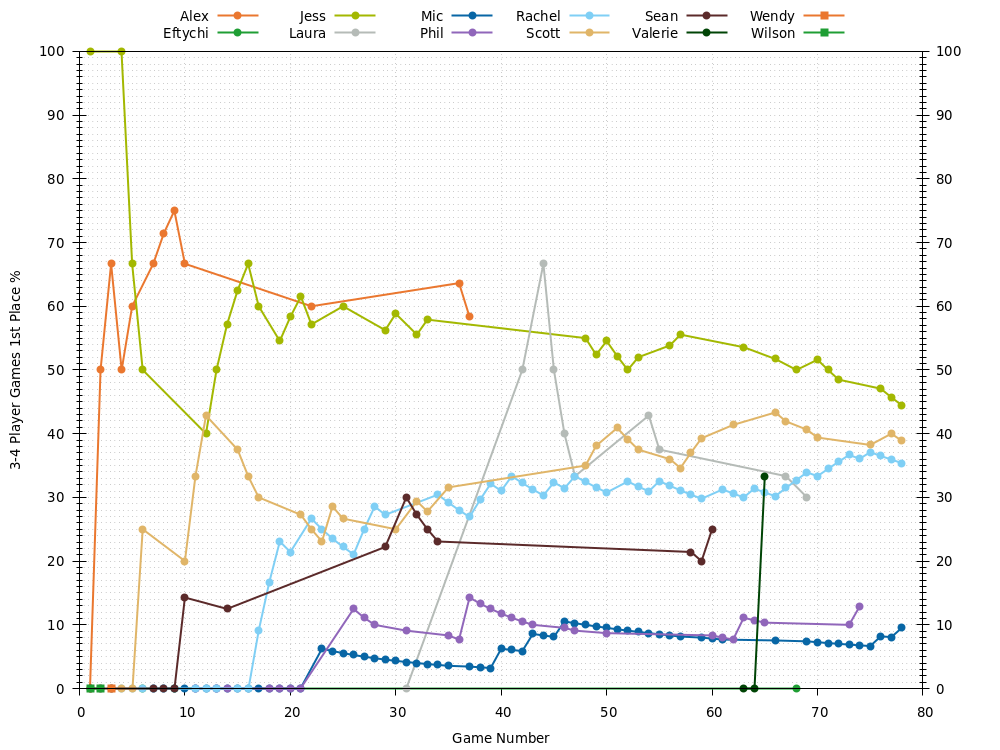 Alex Jess Mic Rachel Sean Wendy
Eftychi Laura Phil Scott Valerie Wilson
100 100
90 90
80 80
70 70
60 60
50 50
40 40
30 30
20 20
10 10
0 0
3-4 Player Games 1st Place %
0 10 20 30 40 50 60 70 80
Game Number